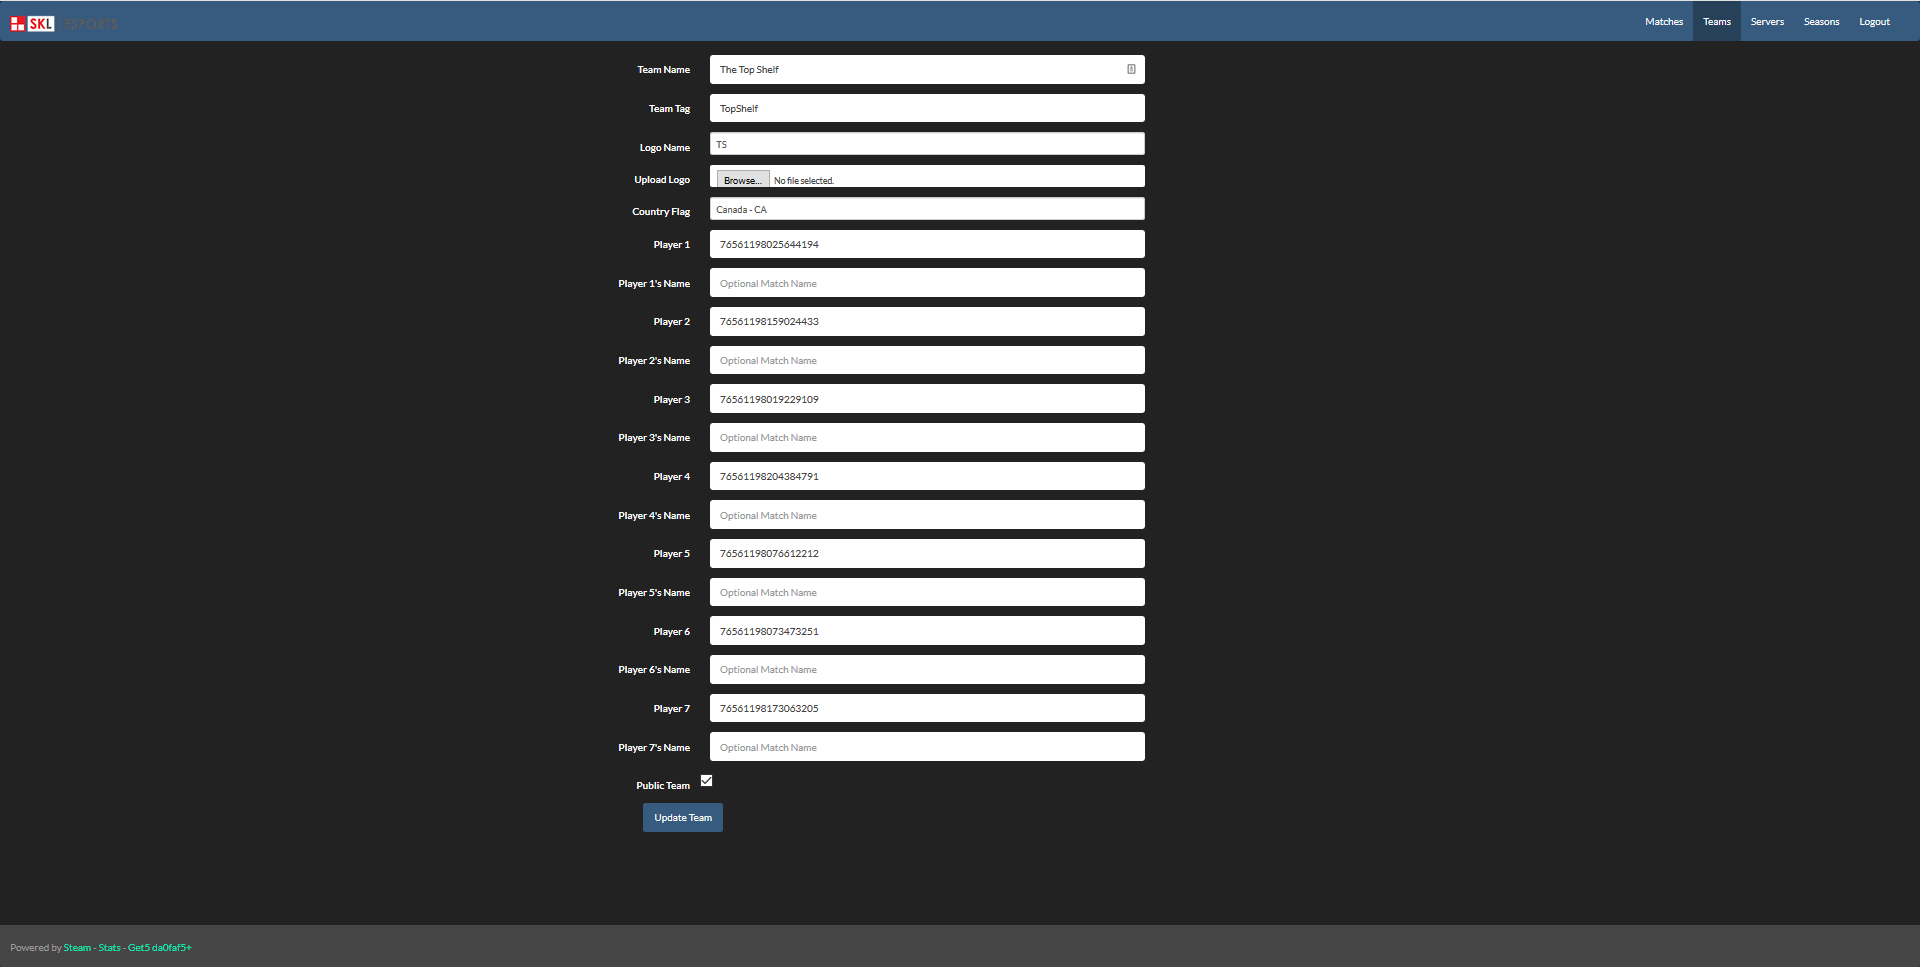 SKL ESPORTS
Matches Teams Servers Seasons Logout
Team Name The Top Shelf
Team Tag TopShelf
Logo Name TS
Upload Logo Browse... No file selected.
Country Flag Canada - CA
Player 1 76561198025644194
Player 1's Name Optional Match Name
Player 2 76561198159024433
Player 2's Name Optional Match Name
Player 3 76561198019229109
Player 3's Name Optional Match Name
Player 4 76561198204384791
Player 4's Name Optional Match Name
Player 5 76561198076612212
Player 5's Name Optional Match Name
Player 6 76561198073473251
Player 6's Name Optional Match Name
Player 7 76561198173063205
Player 7's Name Optional Match Name
Public Team
Update Team
Powered by Steam - Stats - Get5 da0faf5+